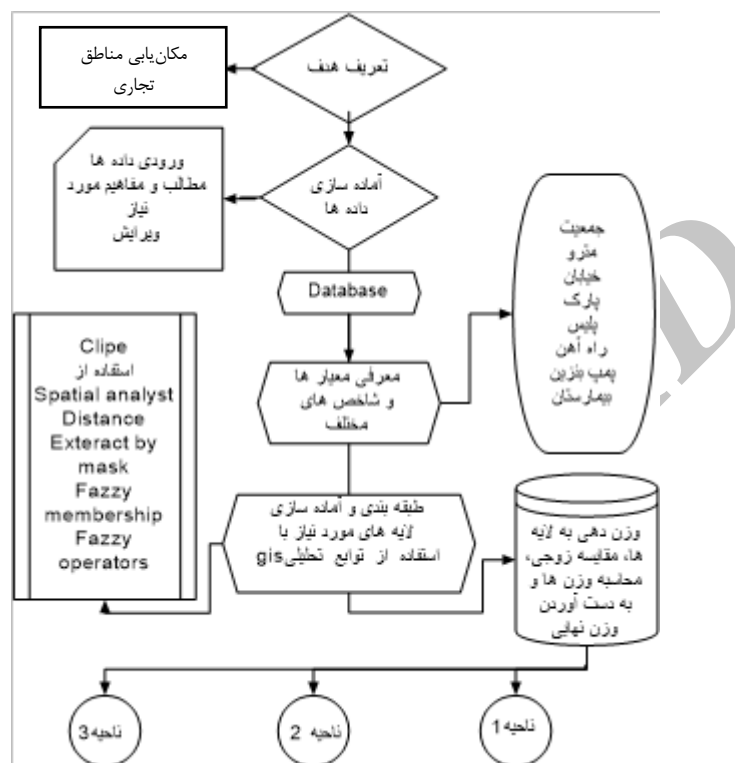 تعریف هدف
مکان‌یابی مناطق
تجاری
آماده سازی
داده ها
ورودی داده ها
مطالب و مفاهیم مورد
نیاز
ویرایش
Database
معرفی معیار ها
و شاخص های
مختلف
جمعیت
مترو
خیابان
پارک
پلیس
راه آهن
پمپ بنزین
بیمارستان
طبقه بندی و آماده سازی
لایه های مورد نیاز با
استفاده از توابع تحلیلی gis
Clipe
استفاده از
Spatial analyst
Distance
Exteract by
mask
Fazzy
membership
Fazzy
operators
وزن دهی به لایه
ها، مقایسه زوجی،
محاسبه وزن ها و
به دست آوردن
وزن نهایی
ناحیه 1
ناحیه 2
ناحیه 3